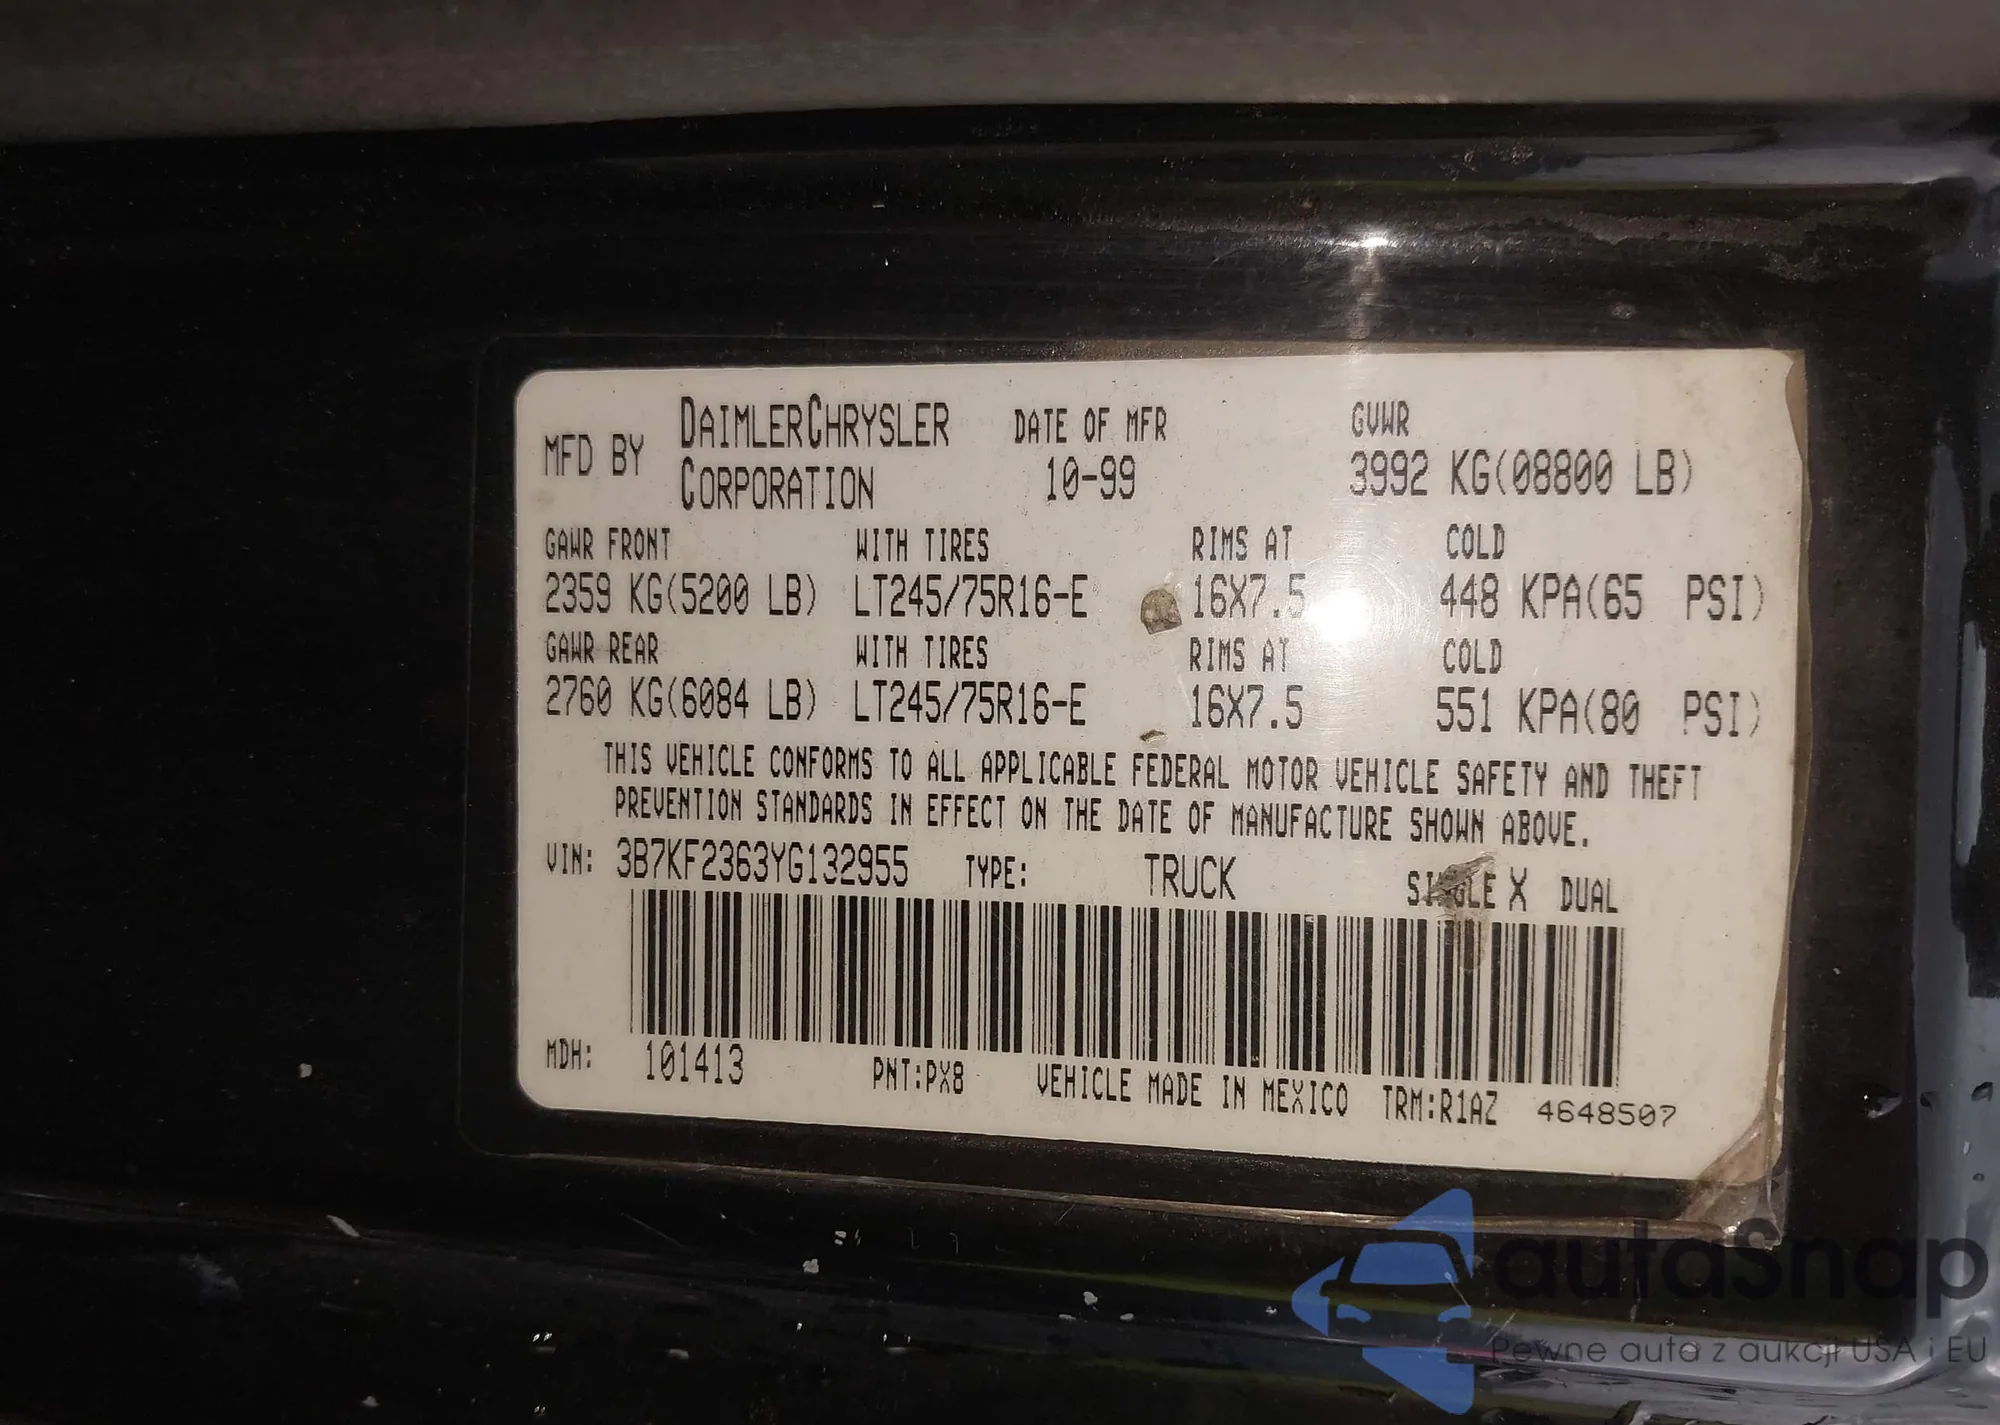 MFD BY DAIMLERCHRYSLER CORPORATION DATE OF MFR 10-99 GVWR 3992 KG(08800 LB)
GAWR FRONT WITH TIRES RIMS AT COLD
2359 KG(5200 LB) LT245/75R16-E 16X7.5 448 KPA(65 PSI)
GAWR REAR WITH TIRES RIMS AT COLD
2760 KG(6084 LB) LT245/75R16-E 16X7.5 551 KPA(80 PSI)
THIS VEHICLE CONFORMS TO ALL APPLICABLE FEDERAL MOTOR VEHICLE SAFETY AND THEFT
PREVENTION STANDARDS IN EFFECT ON THE DATE OF MANUFACTURE SHOWN ABOVE.
VIN: 3B7KF2363YG132955 TYPE: TRUCK SINGLE X DUAL
MDH: 101413 PNT:PX8 VEHICLE MADE IN MEXICO TRM:R1AZ 4648507
autoSnap
Pewne auta z aukcji USA i EU